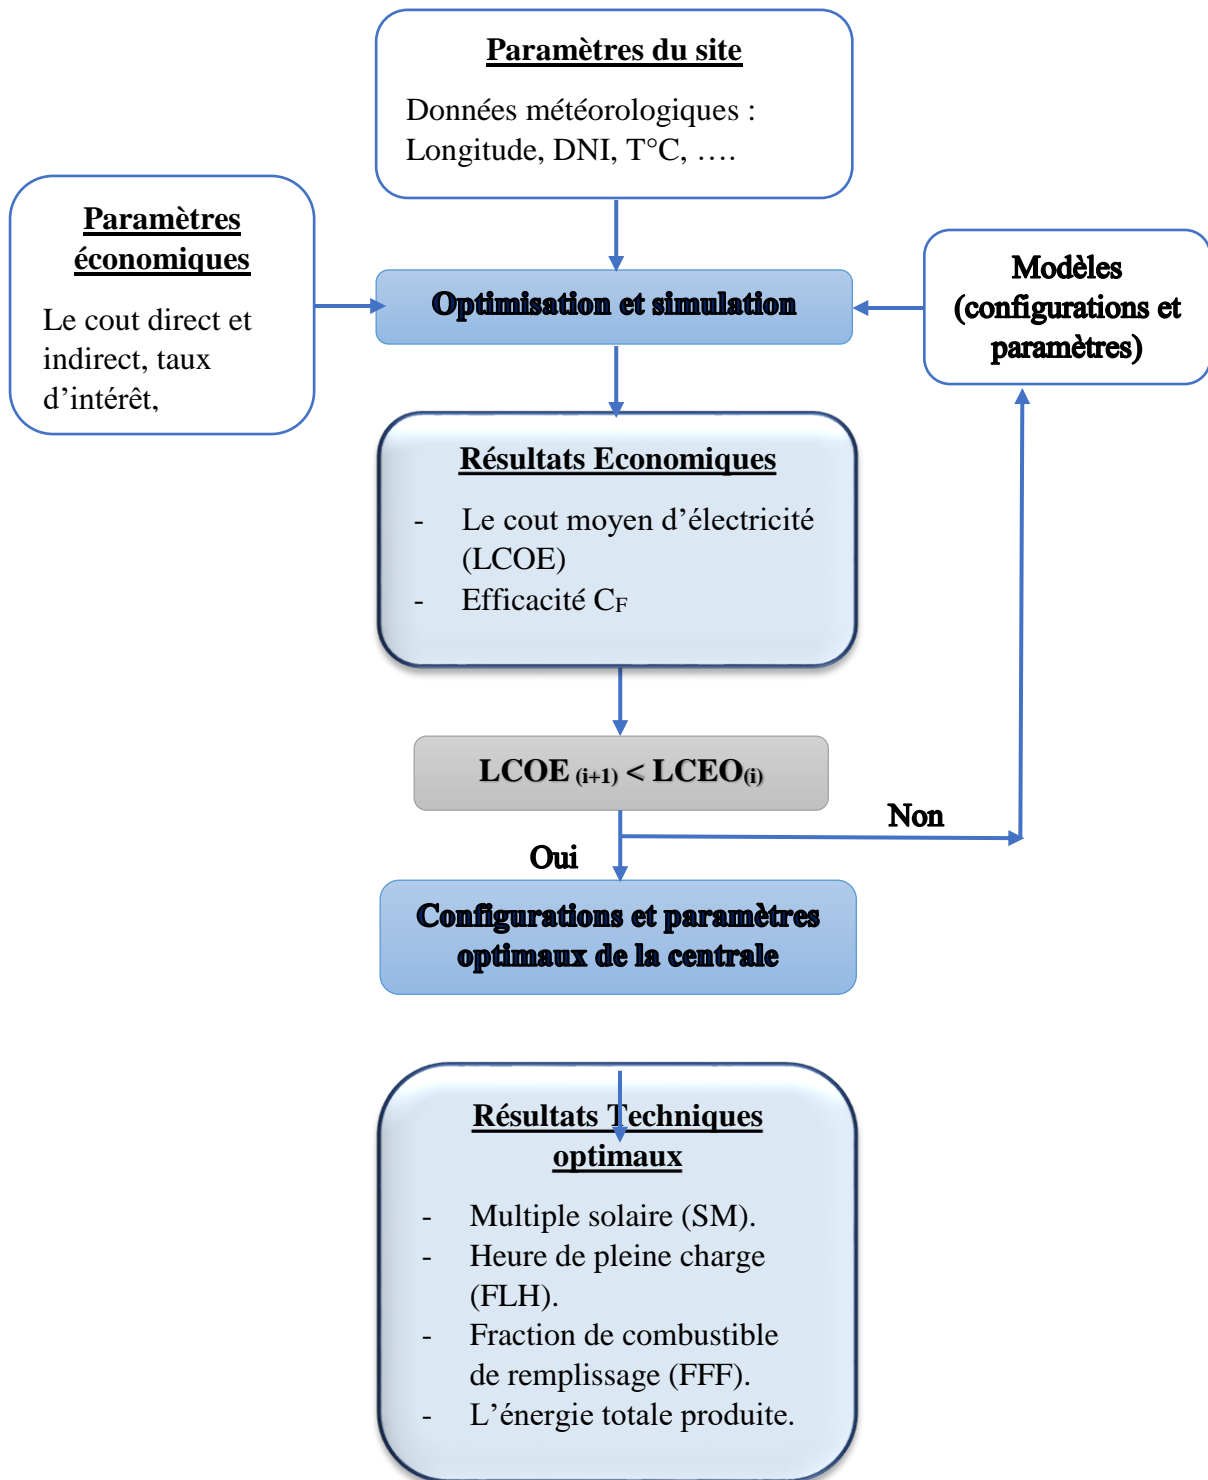 Paramètres du site
Données météorologiques :
Longitude, DNI, T°C, ….
Paramètres
économiques
Le cout direct et
indirect, taux
d’intérêt,
Optimisation et simulation
Modèles
(configurations et
paramètres)
Résultats Economiques
- Le cout moyen d’électricité
(LCOE)
- Efficacité CF
LCOE (i+1) < LCEO(i)
Non
Oui
Configurations et paramètres
optimaux de la centrale
Résultats Techniques
optimaux
- Multiple solaire (SM).
- Heure de pleine charge
(FLH).
- Fraction de combustible
de remplissage (FFF).
- L’énergie totale produite.